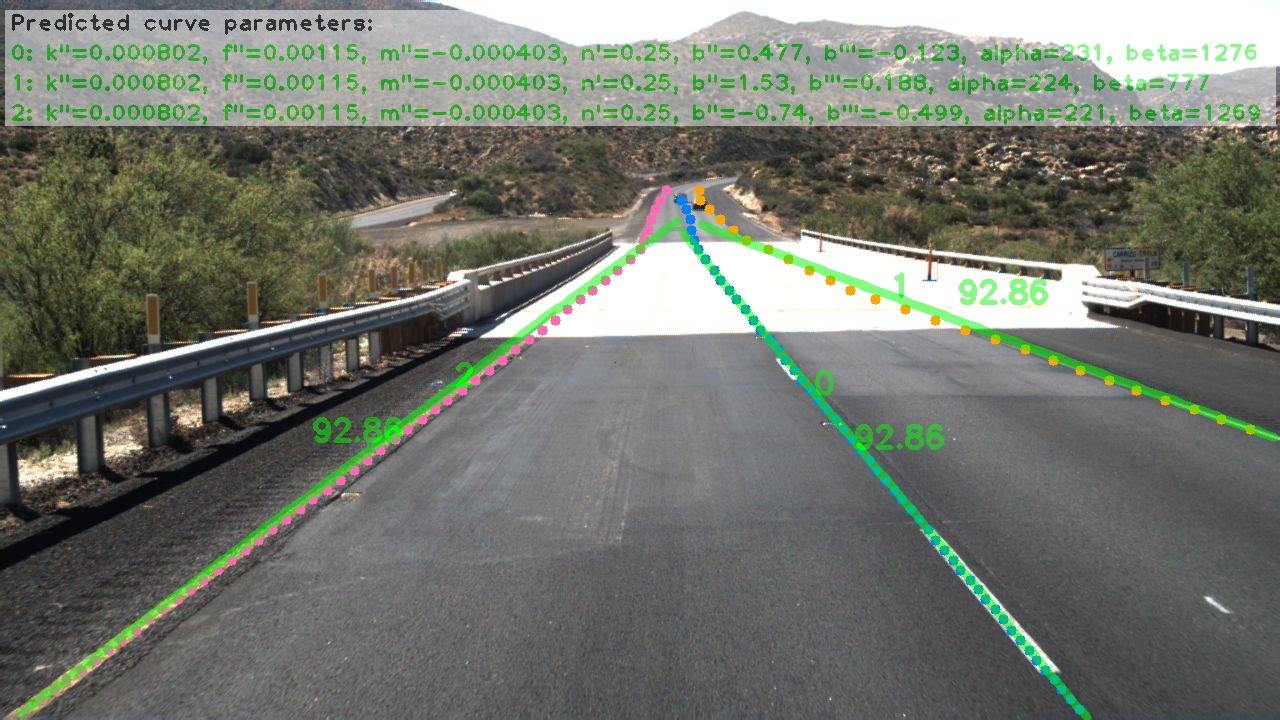 Predicted curve parameters:
0: k''=0.000802, f''=0.00115, m''=-0.000403, n'=0.25, b''=0.477, b'''=-0.123, alpha=231, beta=1276
1: k''=0.000802, f''=0.00115, m''=-0.000403, n'=0.25, b''=1.53, b'''=0.188, alpha=224, beta=777
2: k''=0.000802, f''=0.00115, m''=-0.000403, n'=0.25, b''=-0.74, b'''=-0.499, alpha=221, beta=1269
1 92.86
2 0
92.86 92.86